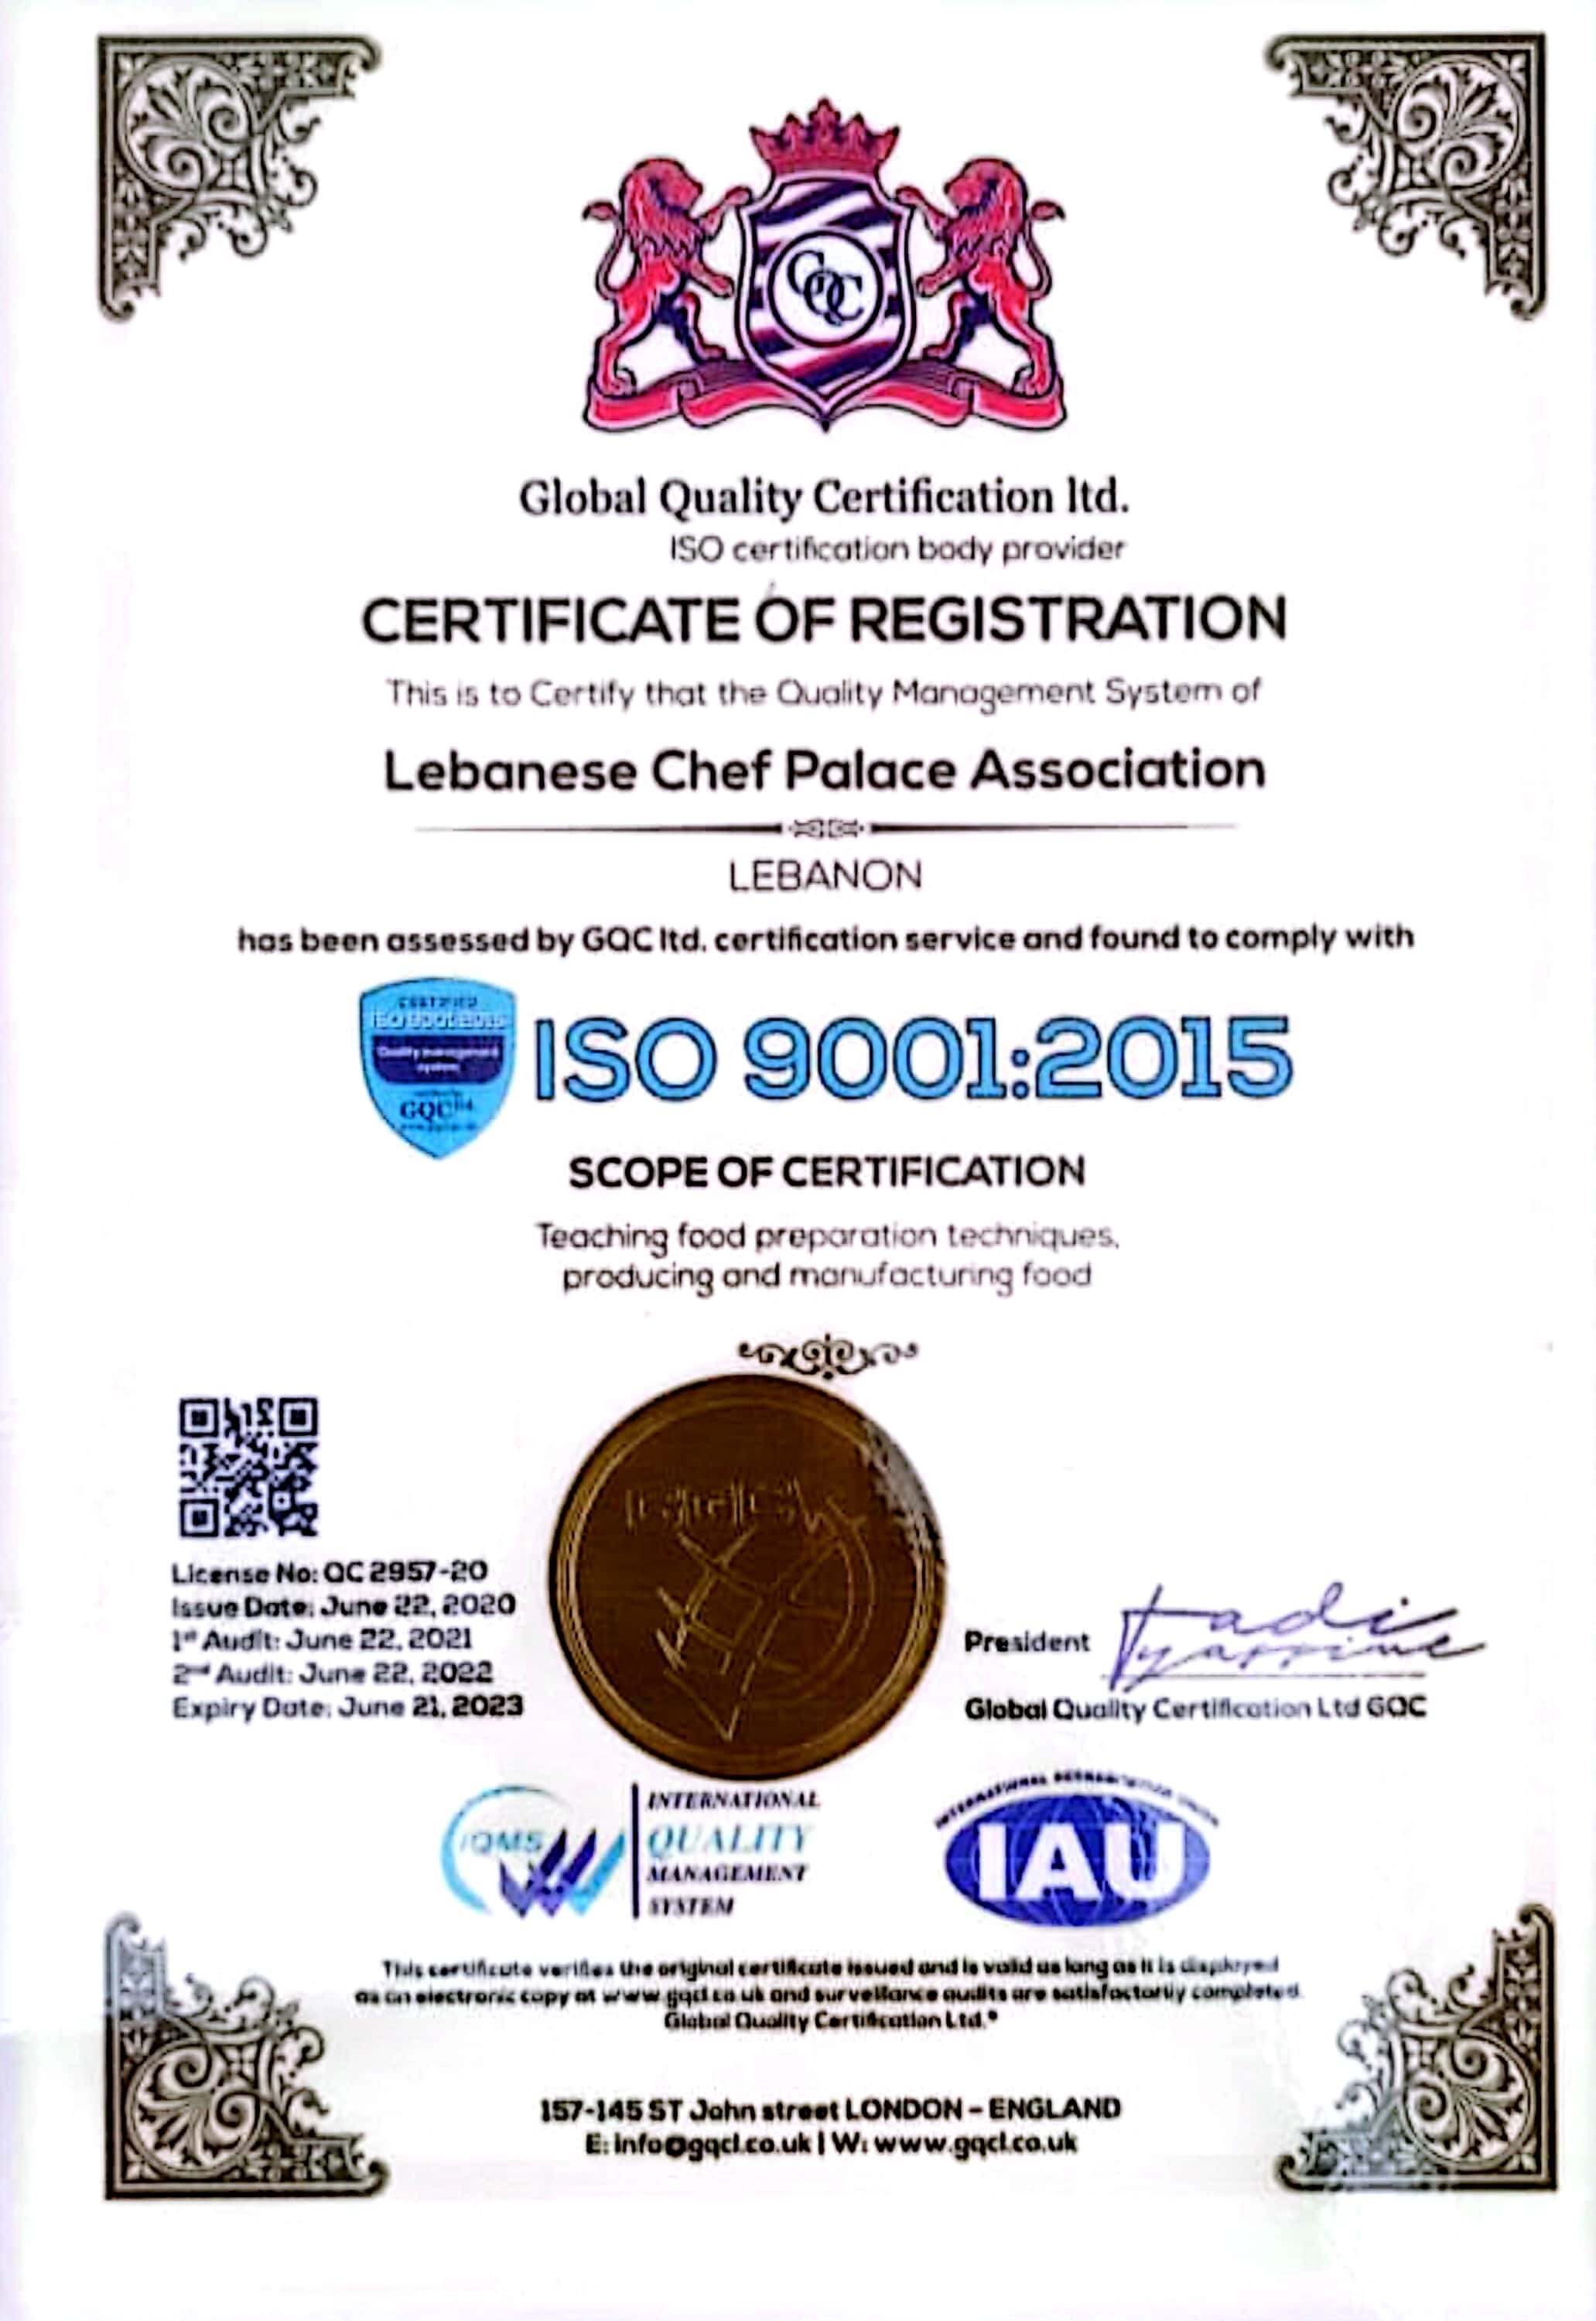 GQC
Global Quality Certification ltd.
ISO certification body provider
CERTIFICATE OF REGISTRATION
This is to Certify that the Quality Management System of
Lebanese Chef Palace Association
LEBANON
has been assessed by GQC ltd. certification service and found to comply with
CERTIFIED
ISO 9001:2015
Quality management
system
GQC ltd.
ISO 9001:2015
SCOPE OF CERTIFICATION
Teaching food preparation techniques,
producing and manufacturing food
License No: QC 2957-20
Issue Date: June 22, 2020
1st Audit: June 22, 2021
2nd Audit: June 22, 2022
Expiry Date: June 21, 2023
President
Fadi
yassine
Global Quality Certification Ltd GQC
IQMS
INTERNATIONAL
QUALITY
MANAGEMENT
SYSTEM
INTERNATIONAL ACCREDITATION UNION
IAU
This certificate verifies the original certificate issued and is valid as long as it is displayed
as an electronic copy at www.gqcl.co.uk and surveillance audits are satisfactorily completed.
Global Quality Certification Ltd.
157-145 ST John street LONDON - ENGLAND
E: info@gqcl.co.uk | W: www.gqcl.co.uk